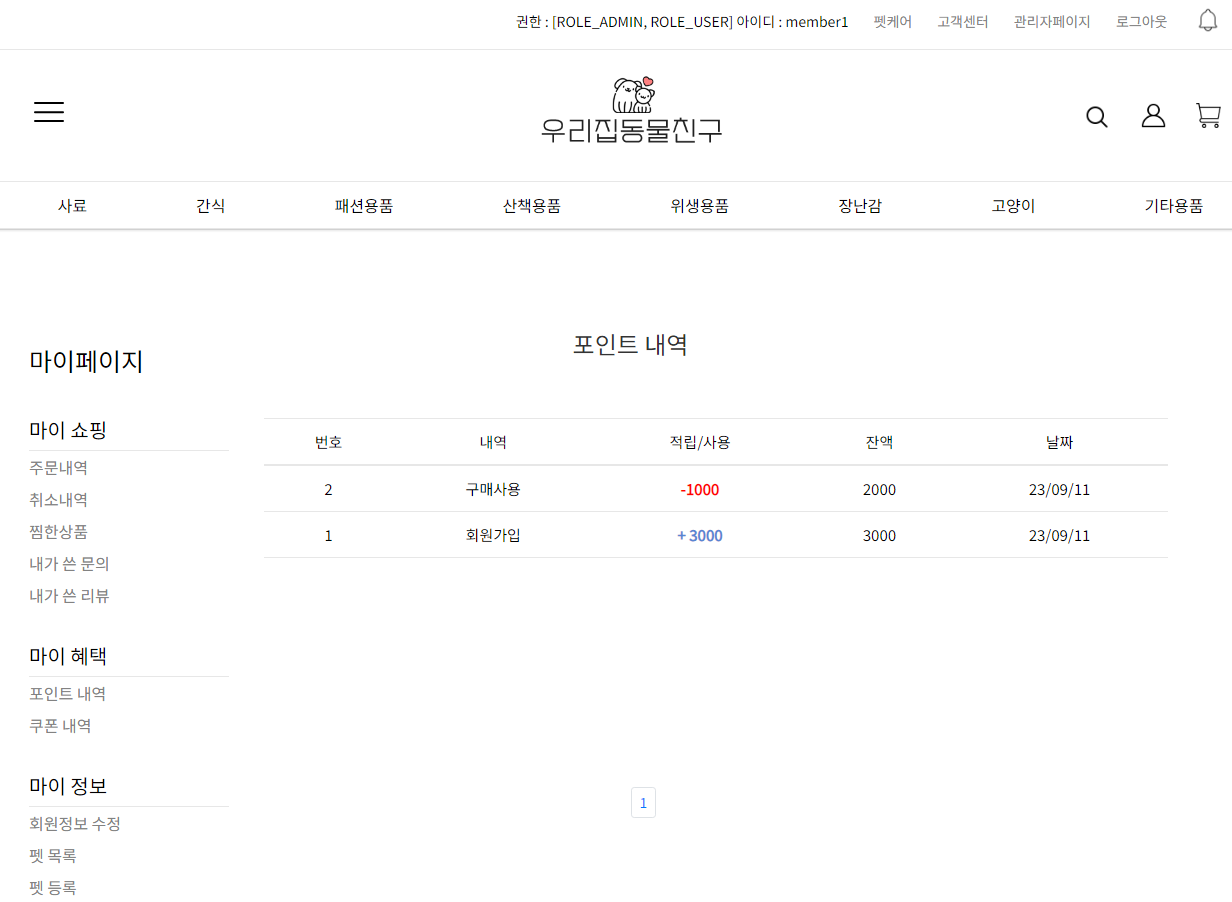 권한 : [ROLE_ADMIN, ROLE_USER] 아이디 : member1 펫케어 고객센터 관리자페이지 로그아웃
우리집동물친구
사료 간식 패션용품 산책용품 위생용품 장난감 고양이 기타용품
포인트 내역
마이페이지
마이 쇼핑
주문내역
취소내역
찜한상품
내가 쓴 문의
내가 쓴 리뷰
마이 혜택
포인트 내역
쿠폰 내역
마이 정보
회원정보 수정
펫 목록
펫 등록
번호 내역 적립/사용 잔액 날짜
2 구매사용 -1000 2000 23/09/11
1 회원가입 + 3000 3000 23/09/11
1